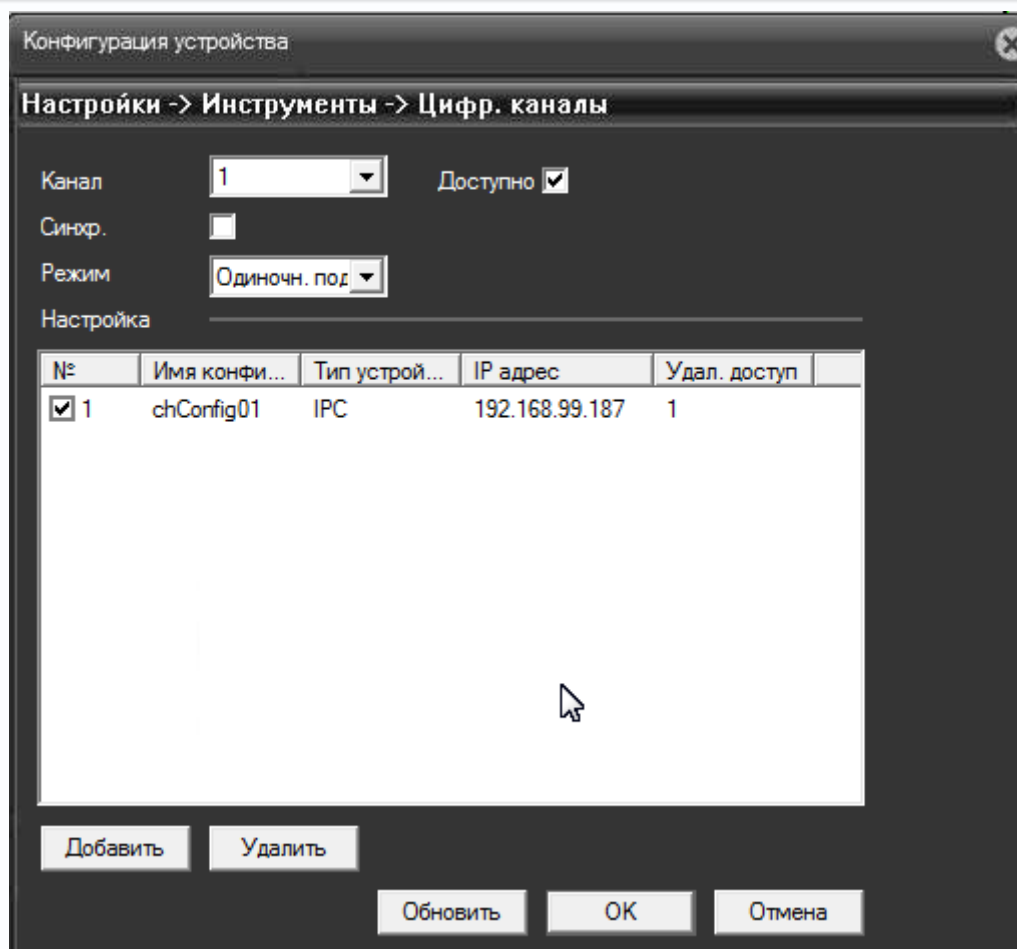 Конфигурация устройства
Настройки -> Инструменты -> Цифр. каналы
Канал 1 Доступно
Синхр.
Режим Одиночн. под
Настройка
№ Имя конфи... Тип устрой... IP адрес Удал. доступ
1 chConfig01 IPC 192.168.99.187 1
Добавить Удалить
Обновить OK Отмена